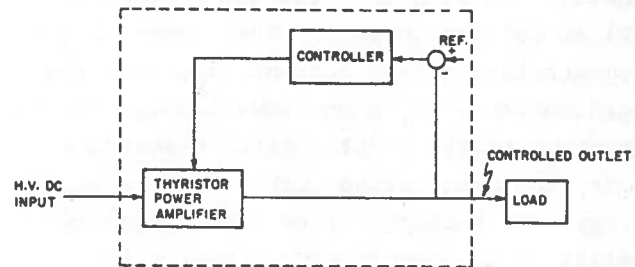 REF.
+
-
CONTROLLER
CONTROLLED OUTLET
H.V. DC
INPUT
THYRISTOR
POWER
AMPLIFIER
LOAD